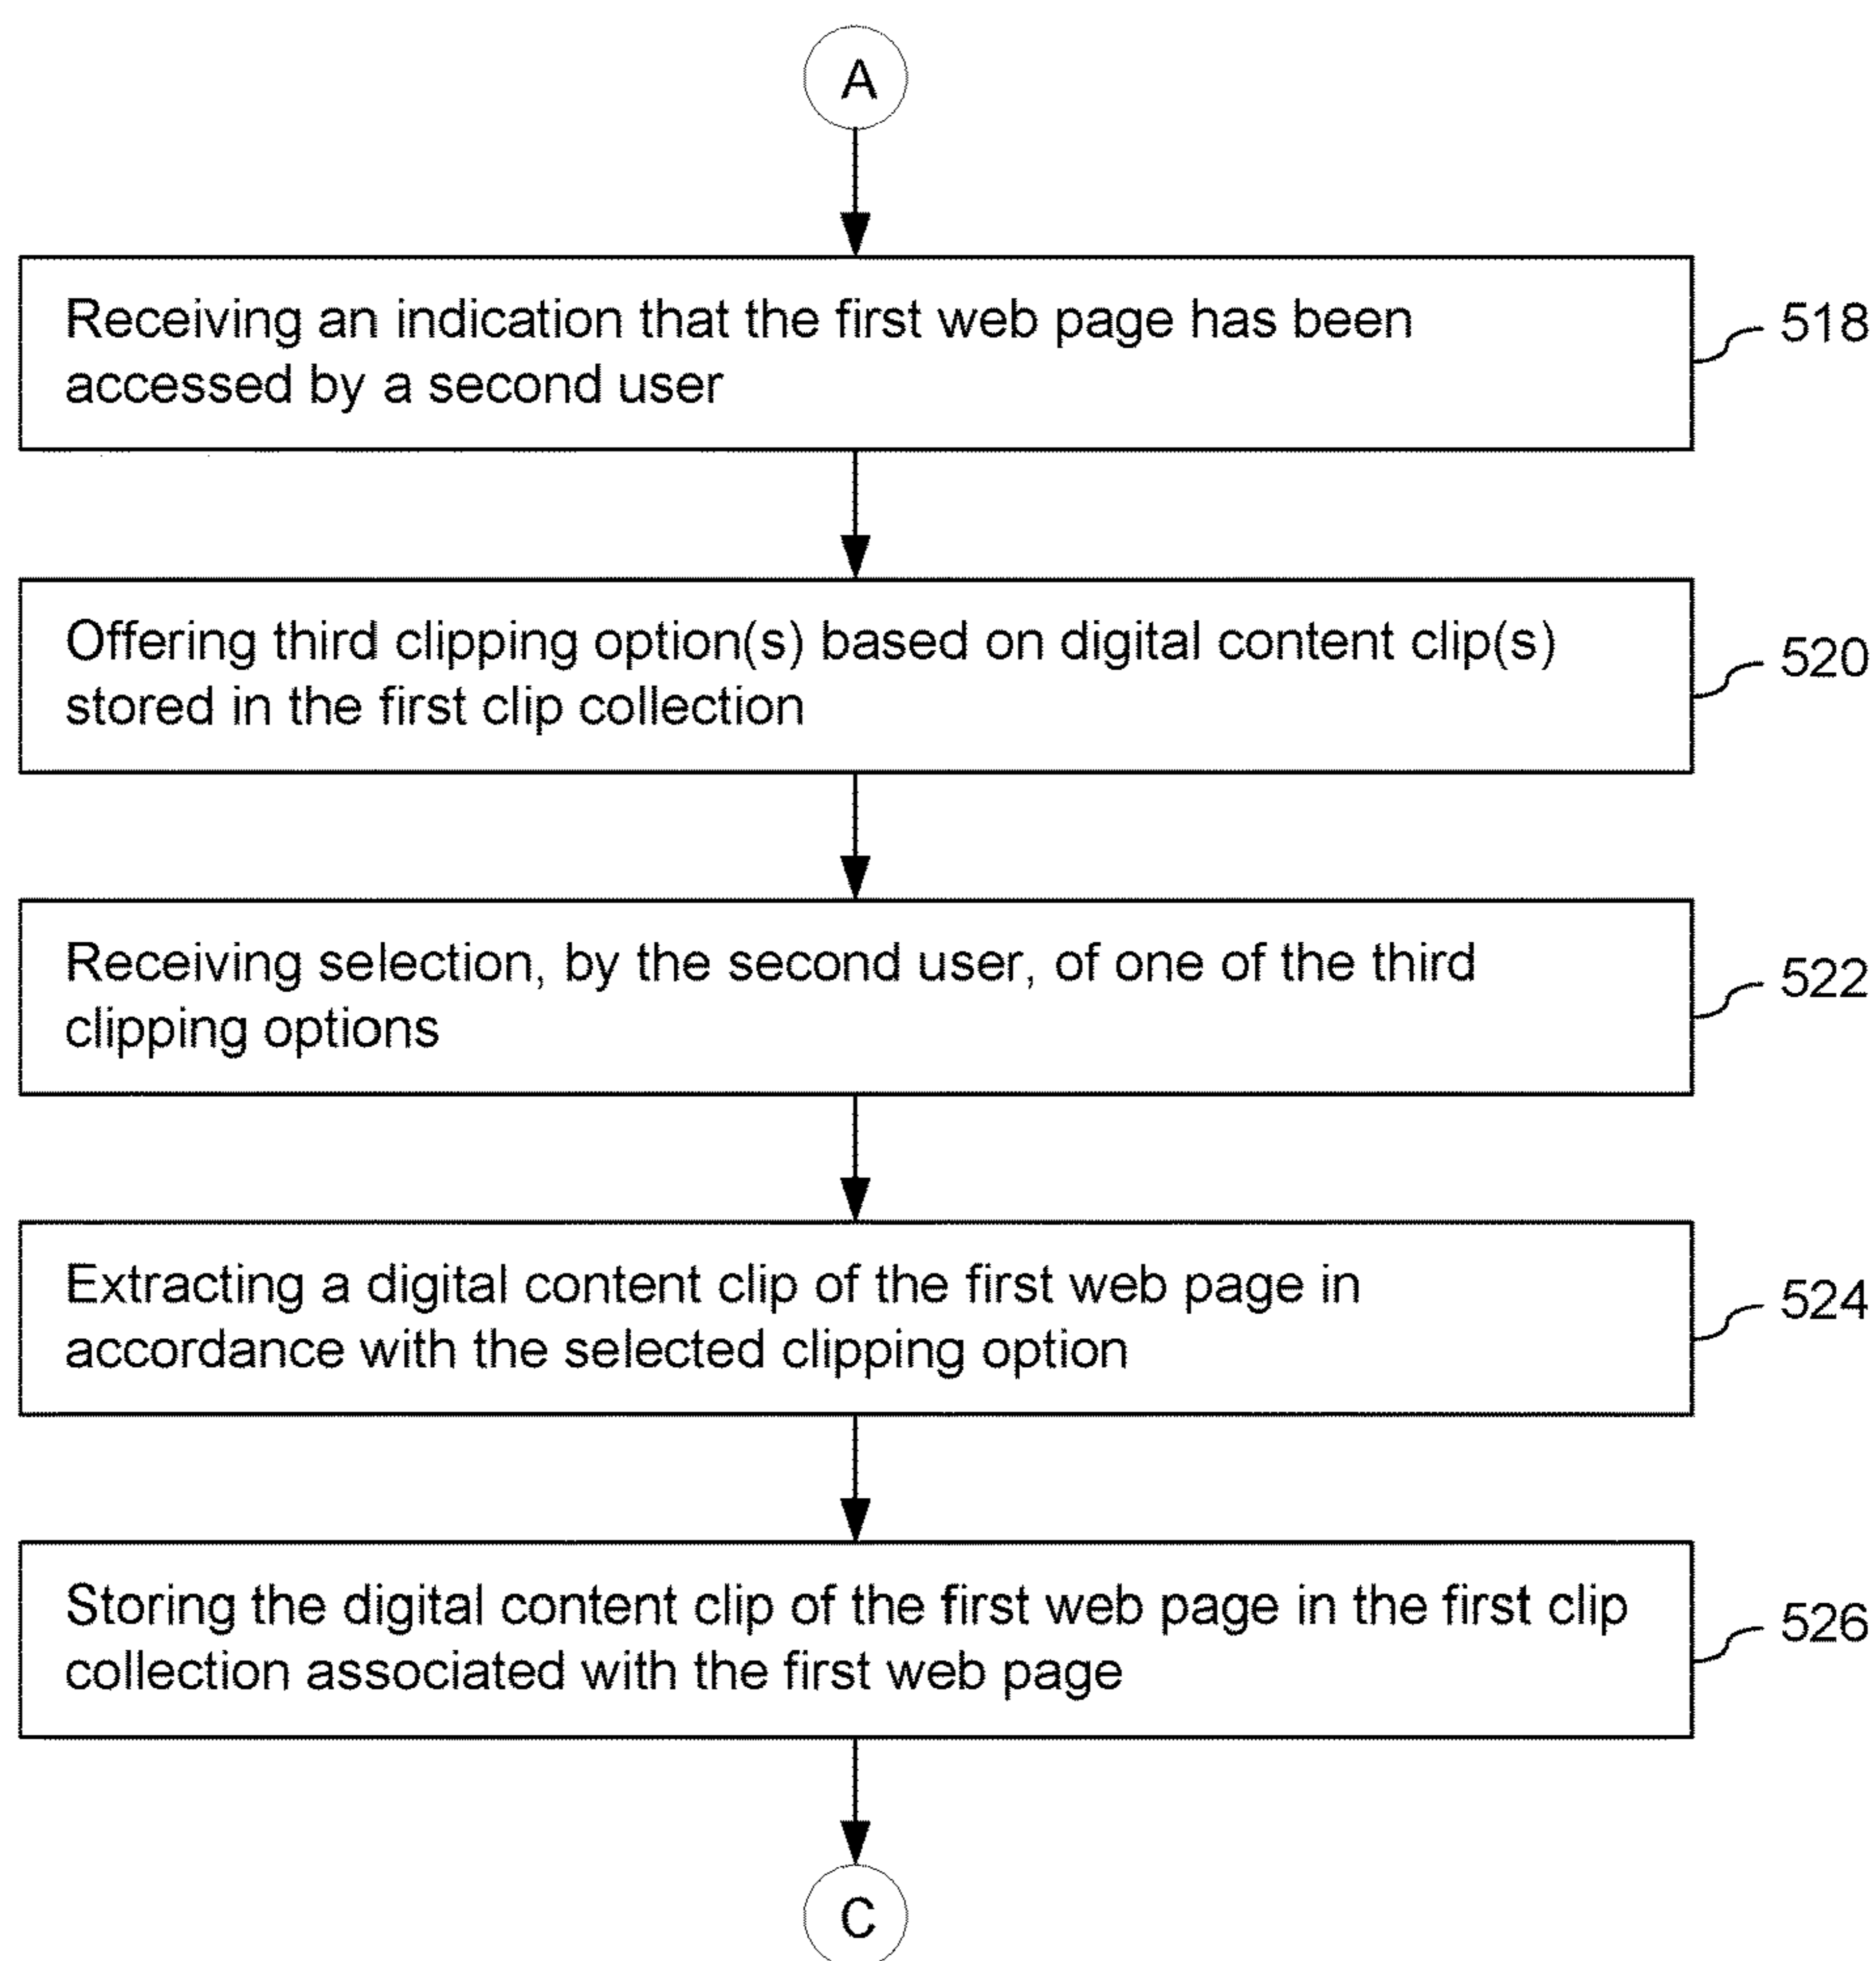 A
Receiving an indication that the first web page has been
accessed by a second user
518
Offering third clipping option(s) based on digital content clip(s)
stored in the first clip collection
520
Receiving selection, by the second user, of one of the third
clipping options
522
Extracting a digital content clip of the first web page in
accordance with the selected clipping option
524
Storing the digital content clip of the first web page in the first clip
collection associated with the first web page
526
C